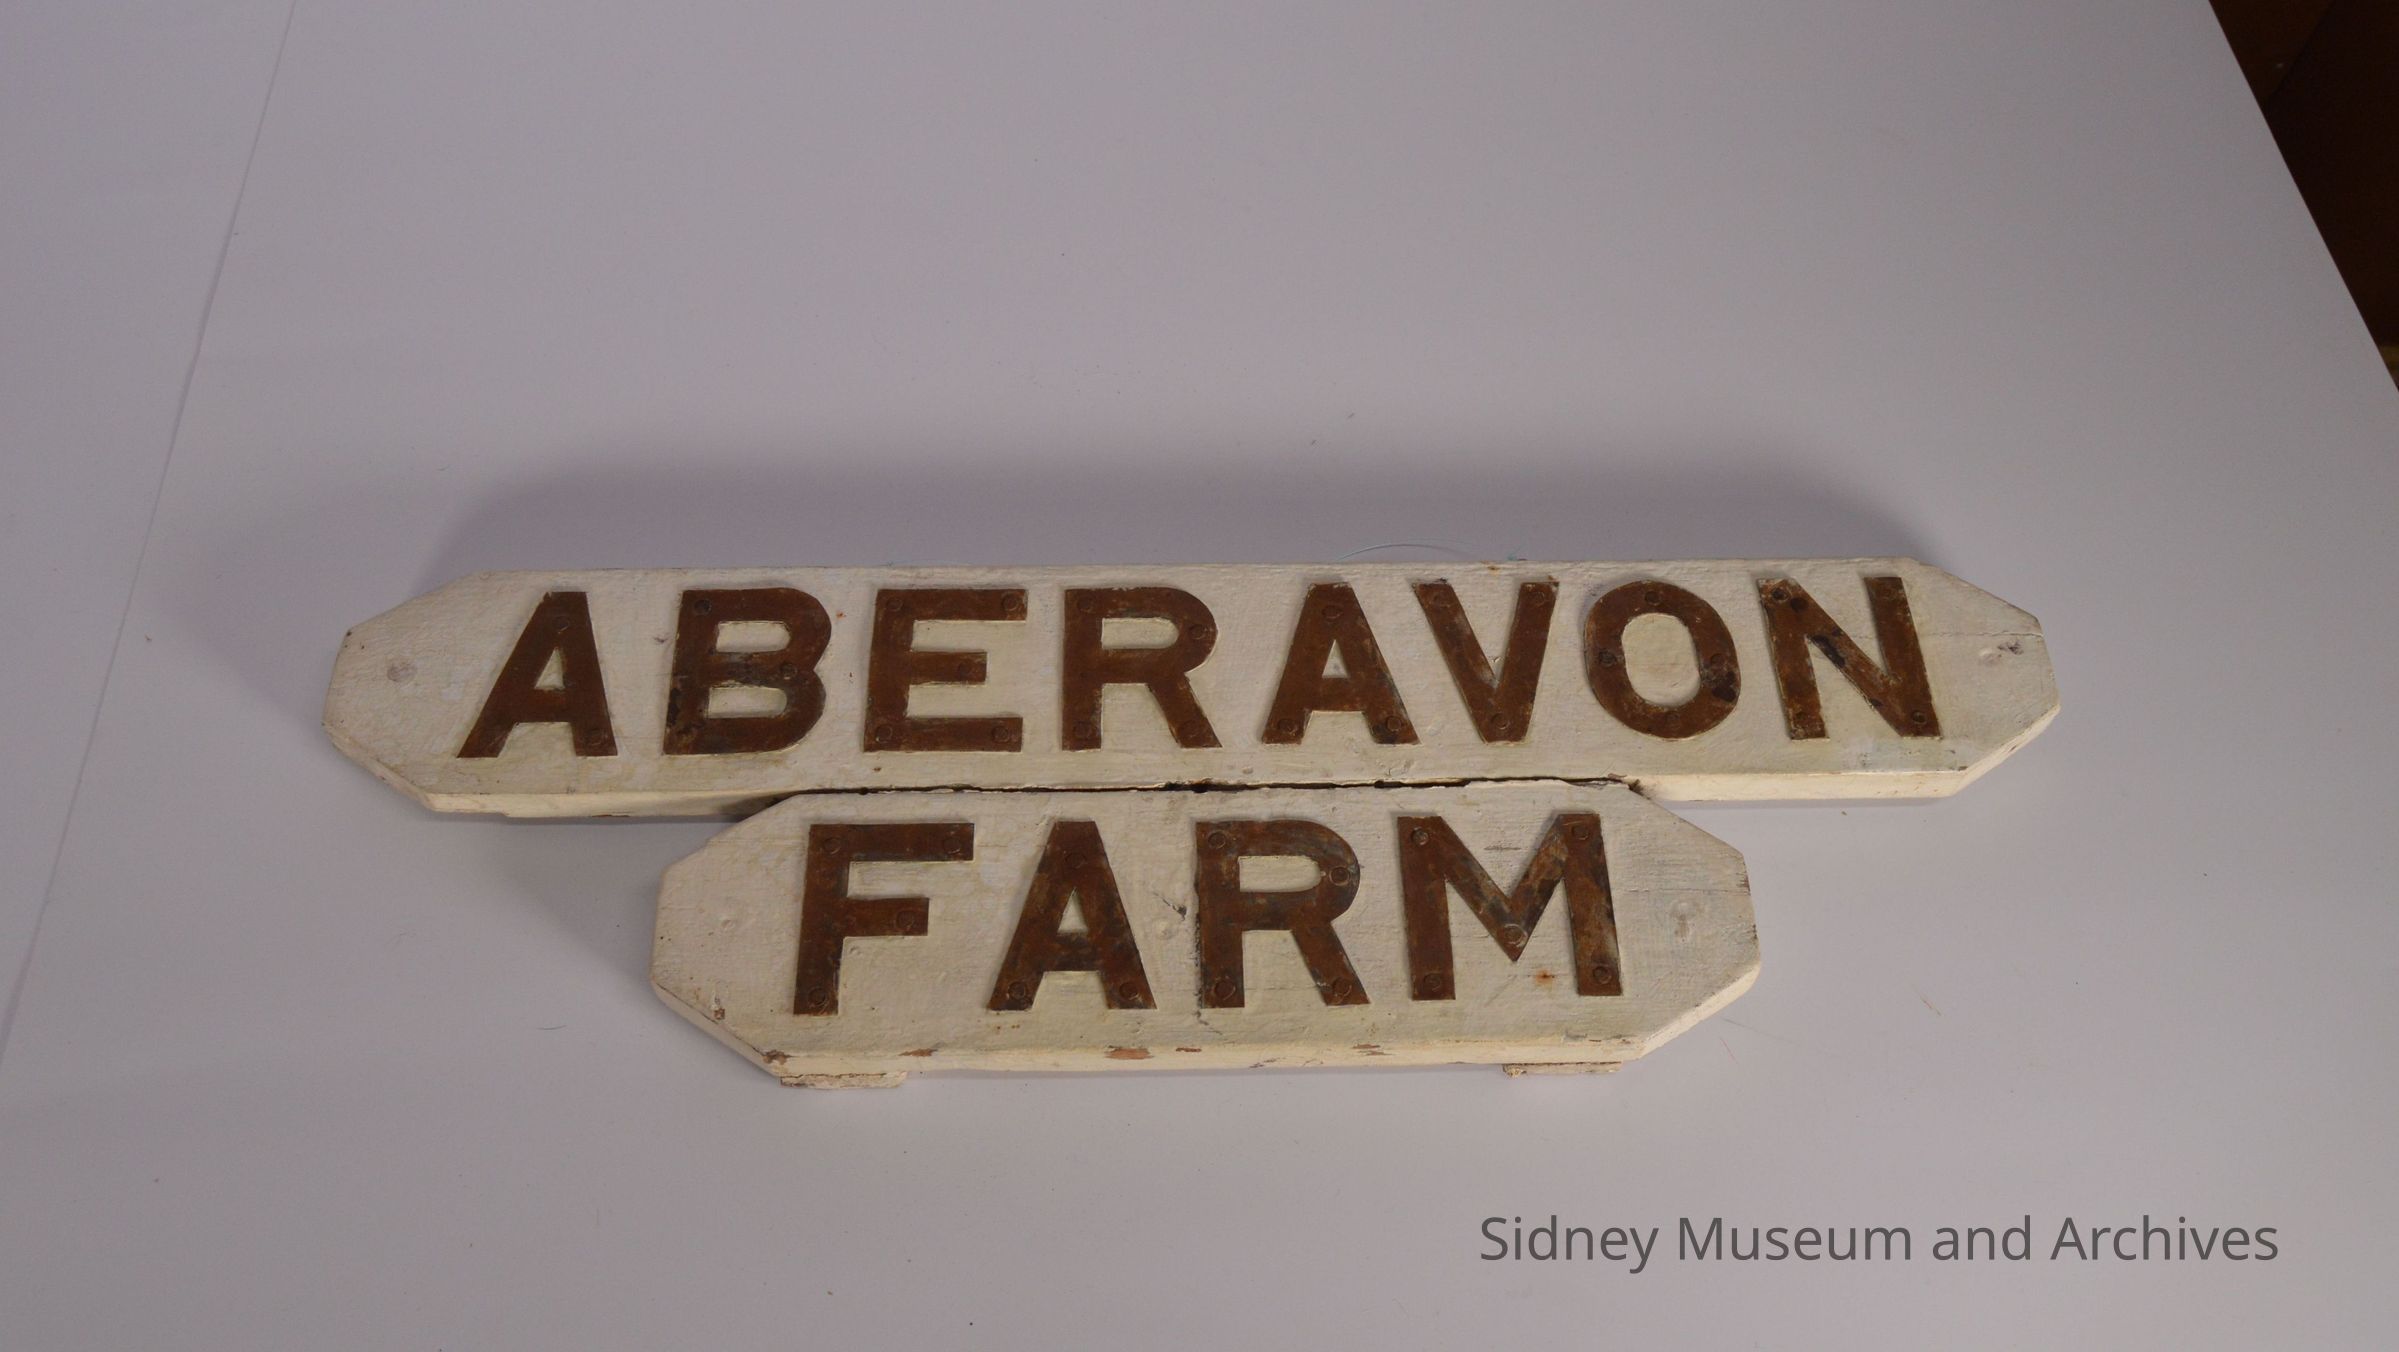 ABERAVON
FARM
Sidney Museum and Archives